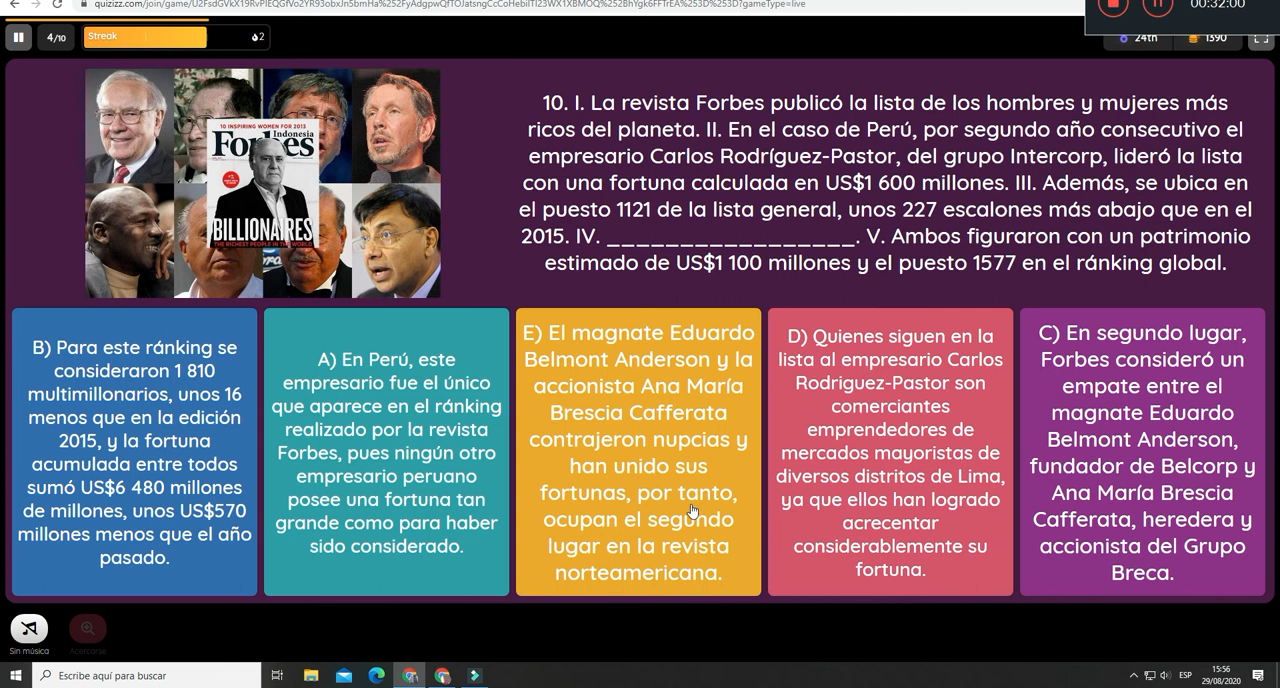 quizizz.com/join/game/U2FsdGVkX19RvPIEQGfVo2YR93obxJn5bmHa%252FyAdgpwQfTOJatsngCcCoHebiITI23WX1XBMOQ%252BhYgk6FFTrEA%253D%253D?gameType=live
00:32:00
4/10
Streak
2
24th
1390
10 INSPIRING WOMEN FOR 2013
Forbes
Indonesia
BILLIONAIRES
THE RICHEST PEOPLE IN THE WORLD
10. I. La revista Forbes publicó la lista de los hombres y mujeres más
ricos del planeta. II. En el caso de Perú, por segundo año consecutivo el
empresario Carlos Rodríguez-Pastor, del grupo Intercorp, lideró la lista
con una fortuna calculada en US$1 600 millones. III. Además, se ubica en
el puesto 1121 de la lista general, unos 227 escalones más abajo que en el
2015. IV. _________________. V. Ambos figuraron con un patrimonio
estimado de US$1 100 millones y el puesto 1577 en el ránking global.
B) Para este ránking se
consideraron 1 810
multimillonarios, unos 16
menos que en la edición
2015, y la fortuna
acumulada entre todos
sumó US$6 480 millones
de millones, unos US$570
millones menos que el año
pasado.
A) En Perú, este
empresario fue el único
que aparece en el ránking
realizado por la revista
Forbes, pues ningún otro
empresario peruano
posee una fortuna tan
grande como para haber
sido considerado.
E) El magnate Eduardo
Belmont Anderson y la
accionista Ana María
Brescia Cafferata
contrajeron nupcias y
han unido sus
fortunas, por tanto,
ocupan el segundo
lugar en la revista
norteamericana.
D) Quienes siguen en la
lista al empresario Carlos
Rodriguez-Pastor son
comerciantes
emprendedores de
mercados mayoristas de
diversos distritos de Lima,
ya que ellos han logrado
acrecentar
considerablemente su
fortuna.
C) En segundo lugar,
Forbes consideró un
empate entre el
magnate Eduardo
Belmont Anderson,
fundador de Belcorp y
Ana María Brescia
Cafferata, heredera y
accionista del Grupo
Breca.
Sin música
Acercarse
Escribe aquí para buscar
ESP
15:56
29/08/2020